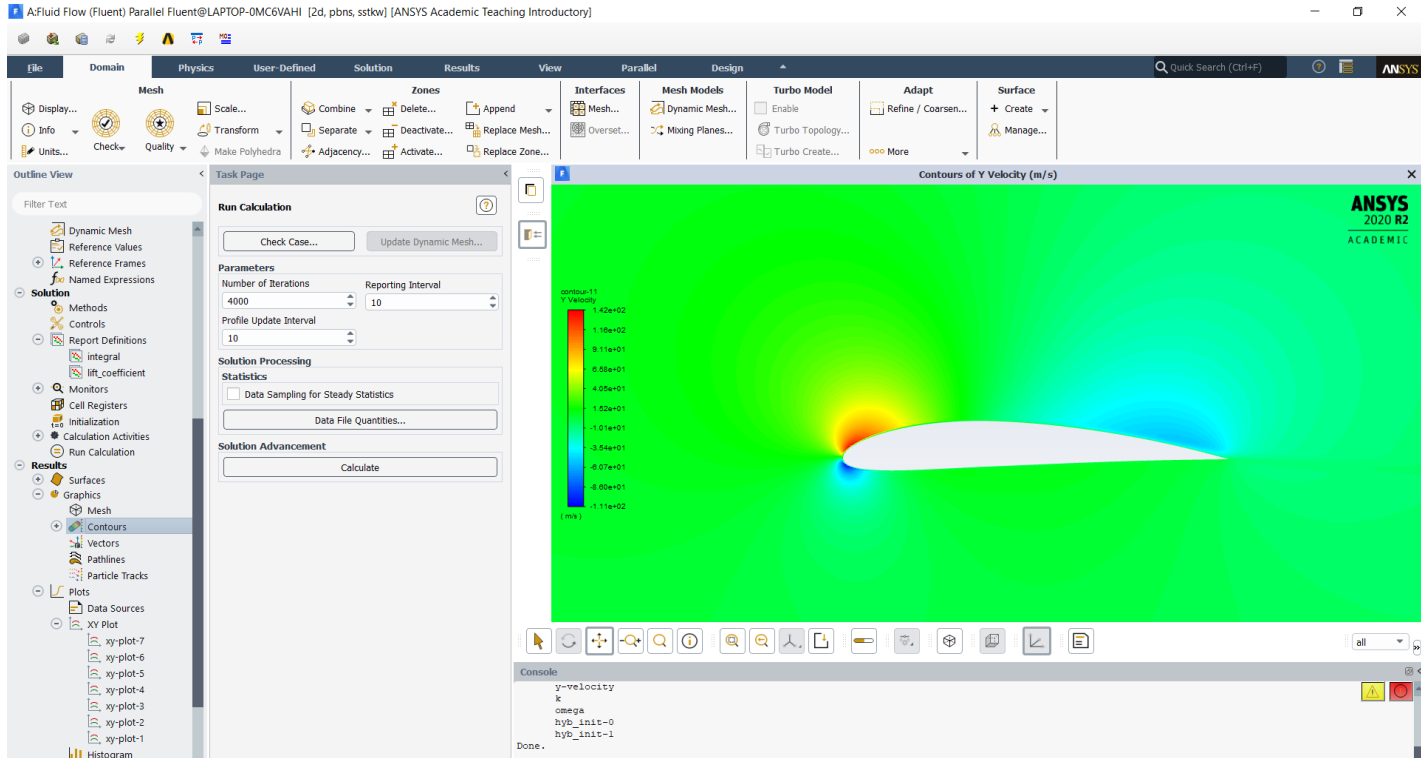 A:Fluid Flow (Fluent) Parallel Fluent@LAPTOP-0MC6VAHI [2d, pbns, sstkw] [ANSYS Academic Teaching Introductory]
File Domain Physics User-Defined Solution Results View Parallel Design Quick Search (Ctrl+F) ANSYS
Mesh Zones Interfaces Mesh Models Turbo Model Adapt Surface
Display... Scale... Combine Delete... Append Mesh... Dynamic Mesh... Enable Refine / Coarsen... + Create
Info Transform Separate Deactivate... Replace Mesh... Overset... Mixing Planes... Turbo Topology... Manage...
Units... Check Quality Make Polyhedra Adjacency... Activate... Replace Zone... Turbo Create... More
Outline View
Filter Text
Dynamic Mesh
Reference Values
Reference Frames
Named Expressions
Solution
Methods
Controls
Report Definitions
integral
lift_coefficient
Monitors
Cell Registers
Initialization
Calculation Activities
Run Calculation
Results
Surfaces
Graphics
Mesh
Contours
Vectors
Pathlines
Particle Tracks
Plots
Data Sources
XY Plot
xy-plot-7
xy-plot-6
xy-plot-5
xy-plot-4
xy-plot-3
xy-plot-2
xy-plot-1
Histogram
Task Page
Run Calculation
Check Case... Update Dynamic Mesh...
Parameters
Number of Iterations Reporting Interval
4000 10
Profile Update Interval
10
Solution Processing
Statistics
Data Sampling for Steady Statistics
Data File Quantities...
Solution Advancement
Calculate
Contours of Y Velocity (m/s)
ANSYS
2020 R2
ACADEMIC
contour-11
Y Velocity
1.42e+02
1.16e+02
9.11e+01
6.58e+01
4.05e+01
1.52e+01
-1.01e+01
-3.54e+01
-6.07e+01
-8.60e+01
-1.11e+02
( m/s )
all
Console
y-velocity
k
omega
hyb_init-0
hyb_init-1
Done.